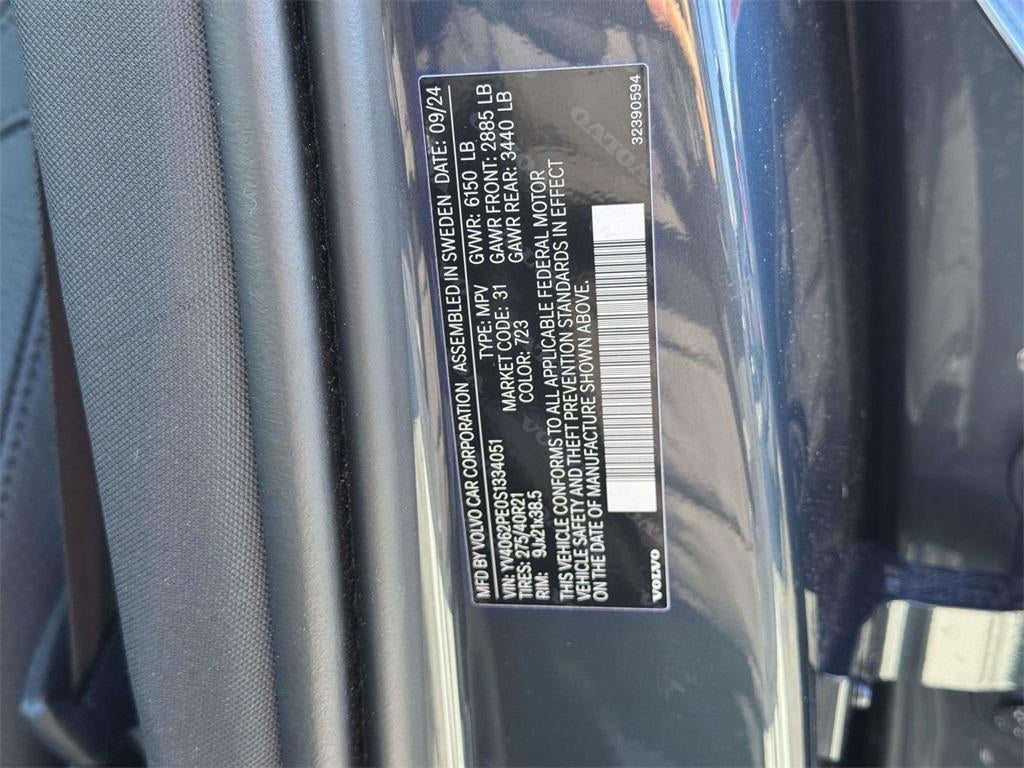 MFD BY VOLVO CAR CORPORATION ASSEMBLED IN SWEDEN DATE: 09/24
VIN: YV4062PE0S1334051 TYPE: MPV GVWR: 6150 LB
TIRES: 275/40R21 MARKET CODE: 31 GAWR FRONT: 2885 LB
RIM: 9Jx21x38.5 COLOR: 723 GAWR REAR: 3440 LB
THIS VEHICLE CONFORMS TO ALL APPLICABLE FEDERAL MOTOR
VEHICLE SAFETY AND THEFT PREVENTION STANDARDS IN EFFECT
ON THE DATE OF MANUFACTURE SHOWN ABOVE.
VOLVO 32390594